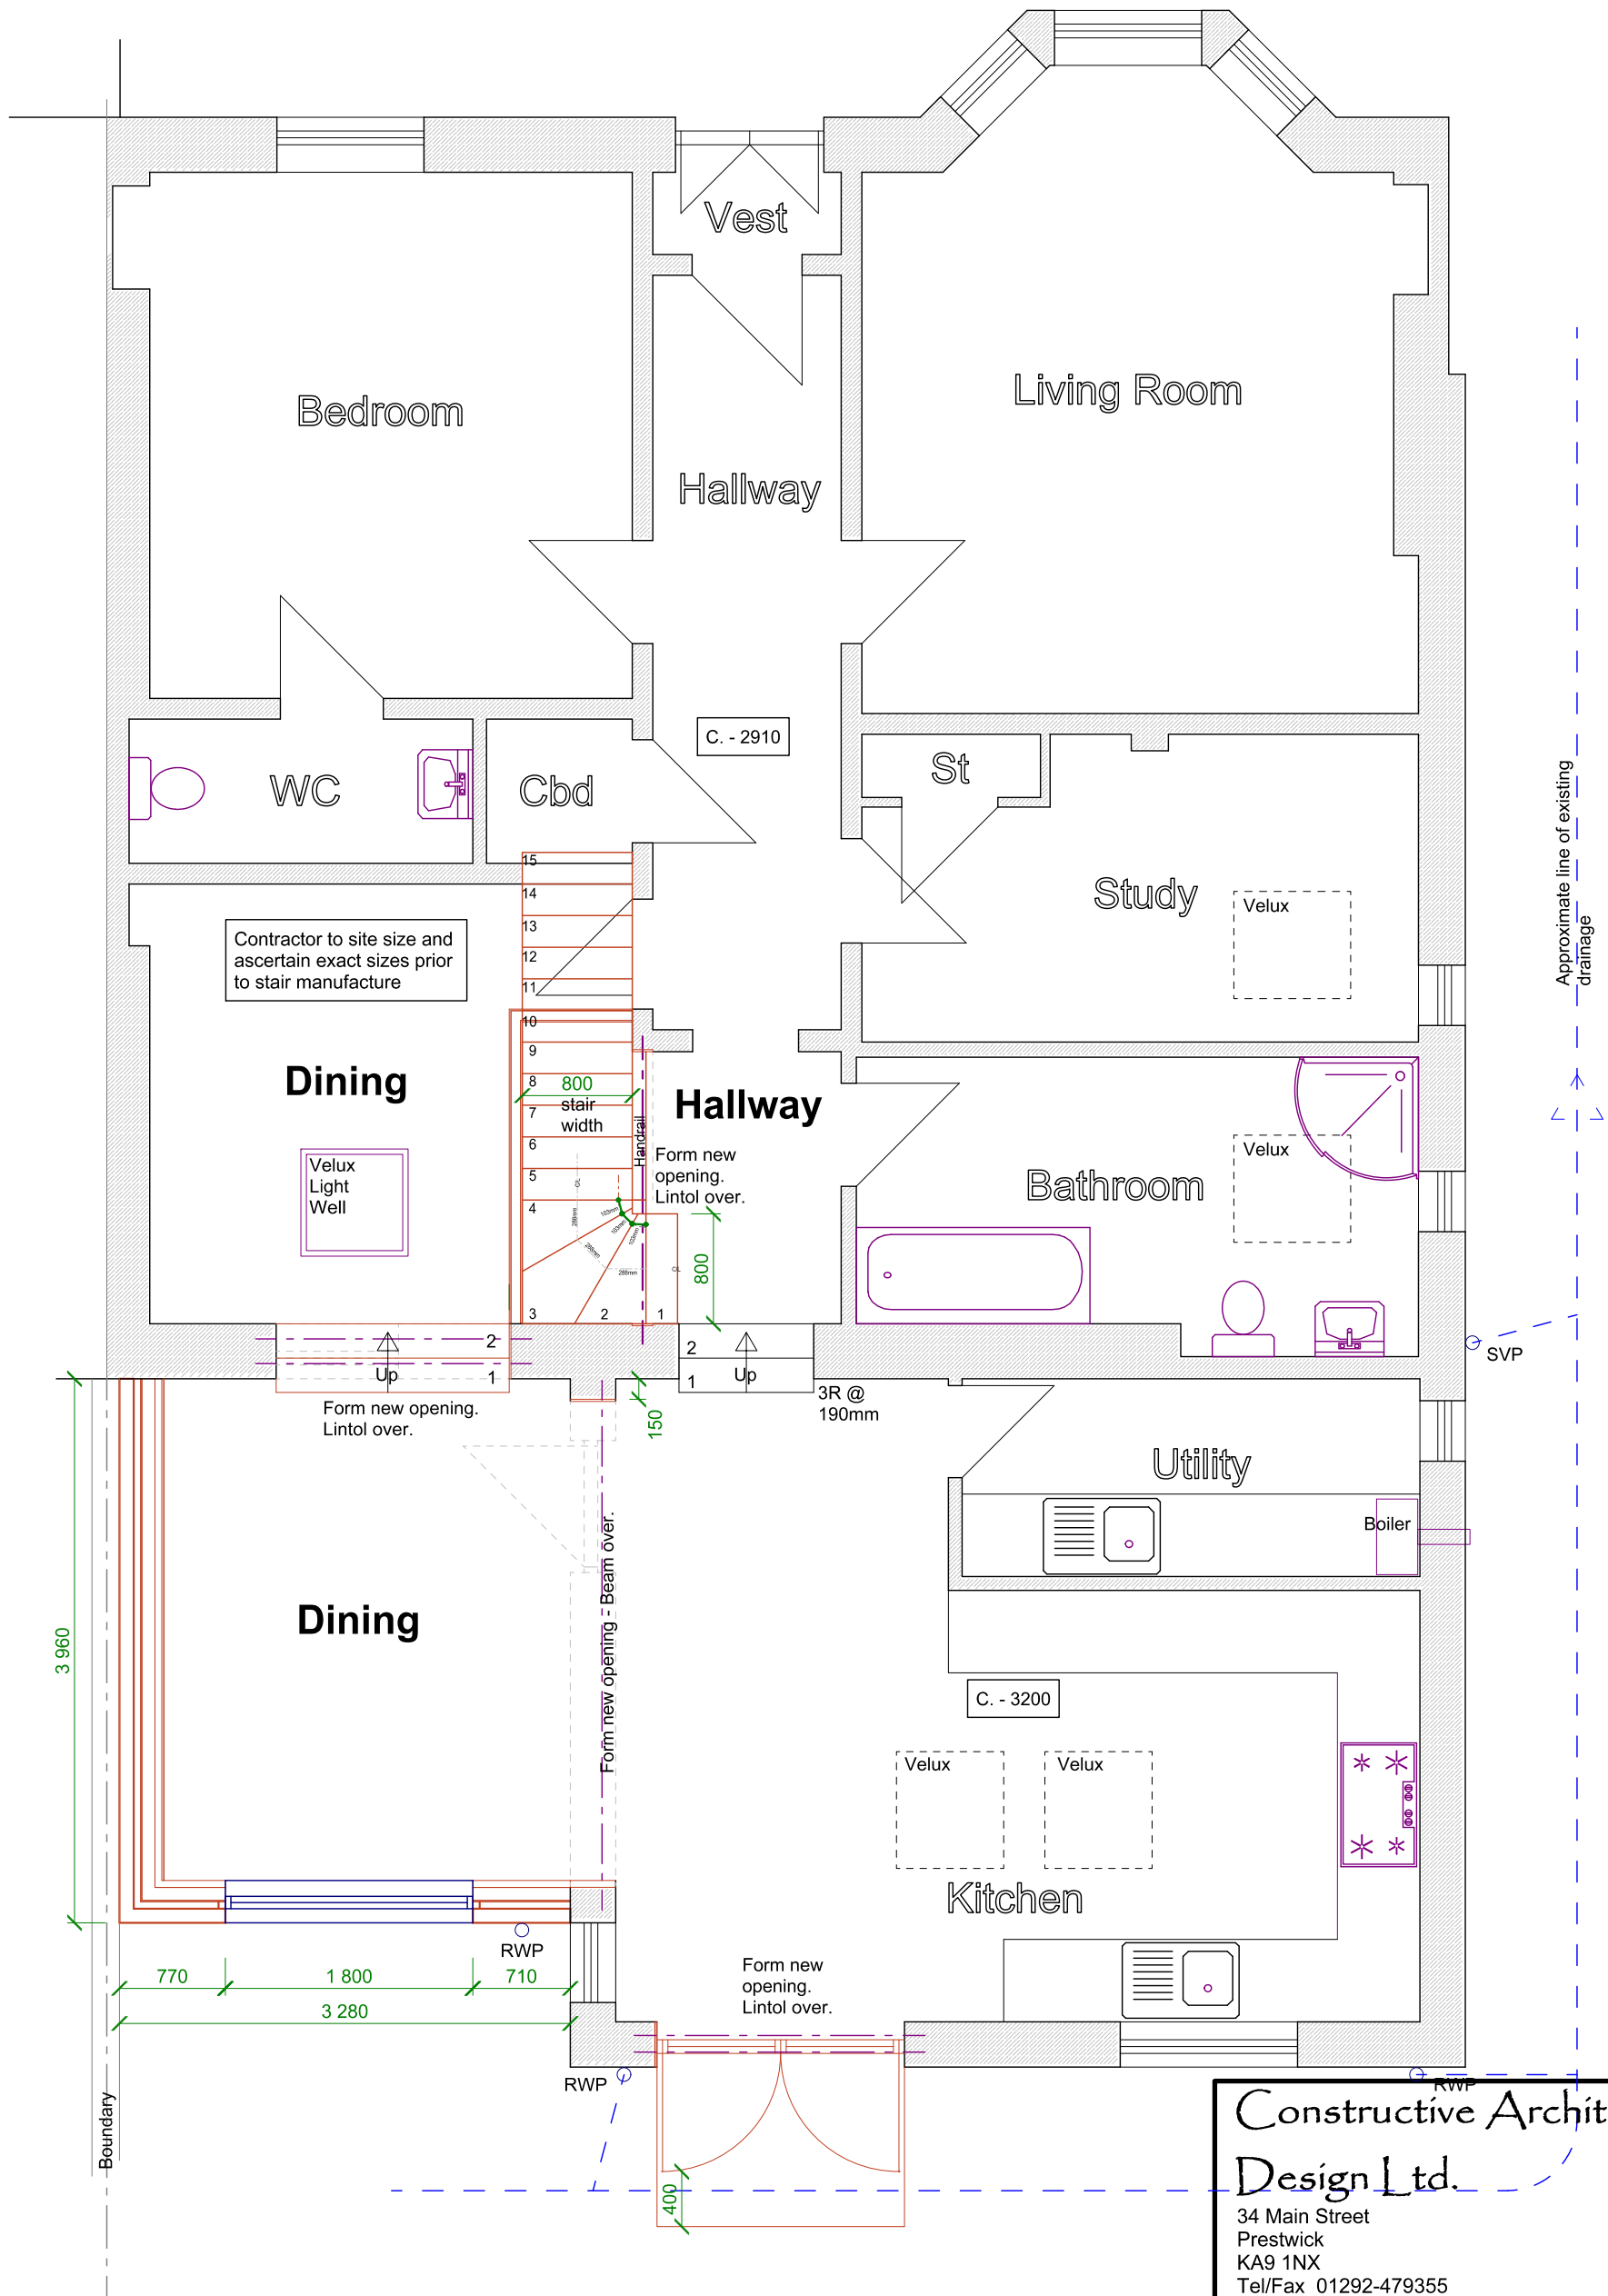 Vest
Bedroom
Living Room
Hallway
C. - 2910
WC
Cbd
St
Study
Velux
Approximate line of existing
drainage
15
14
13
12
11
10
9
8
7
6
5
4
3
2
1
Contractor to site size and
ascertain exact sizes prior
to stair manufacture
Dining
800
stair
width
Handrail
Hallway
Form new
opening.
Lintol over.
Velux
Light
Well
Velux
Bathroom
C/L
103mm
103mm
103mm
288mm
288mm
288mm
C/L
800
2
Up
1
2
Up
1
SVP
3R @
190mm
150
Form new opening.
Lintol over.
Utility
Boiler
Form new opening - Beam over.
Dining
3 960
C. - 3200
Velux
Velux
Kitchen
RWP
770
1 800
710
3 280
Form new
opening.
Lintol over.
RWP
RWP
Boundary
400
Constructive Archit
Design Ltd.
34 Main Street
Prestwick
KA9 1NX
Tel/Fax 01292-479355